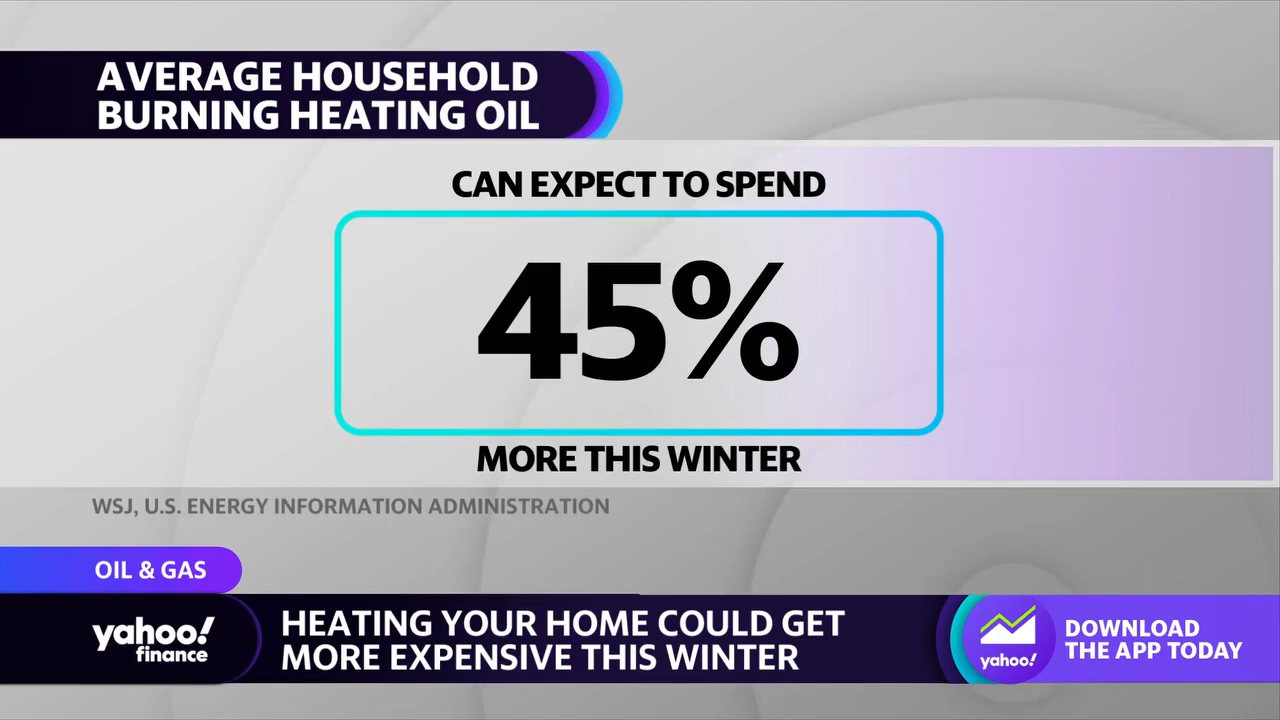 AVERAGE HOUSEHOLD
BURNING HEATING OIL
CAN EXPECT TO SPEND
45%
MORE THIS WINTER
WSJ, U.S. ENERGY INFORMATION ADMINISTRATION
OIL & GAS
yahoo!
finance
HEATING YOUR HOME COULD GET
MORE EXPENSIVE THIS WINTER
yahoo!
DOWNLOAD
THE APP TODAY